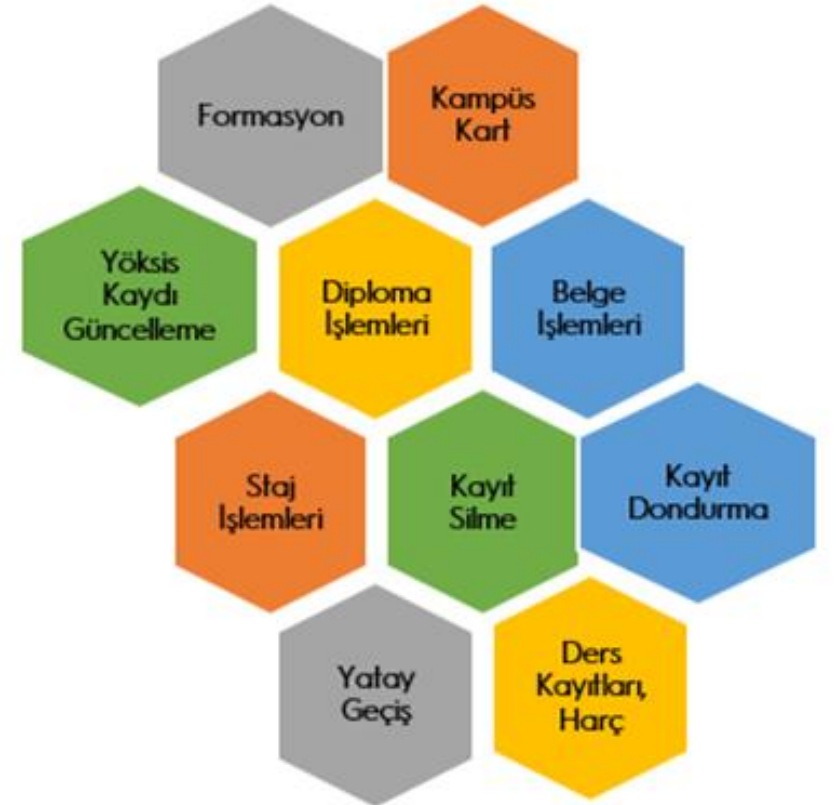 Formasyon
Kampüs
Kart
Yöksis
Kaydı
Güncelleme
Diploma
İşlemleri
Belge
İşlemleri
Staj
İşlemleri
Kayıt
Silme
Kayıt
Dondurma
Yatay
Geçiş
Ders
Kayıtları,
Harç